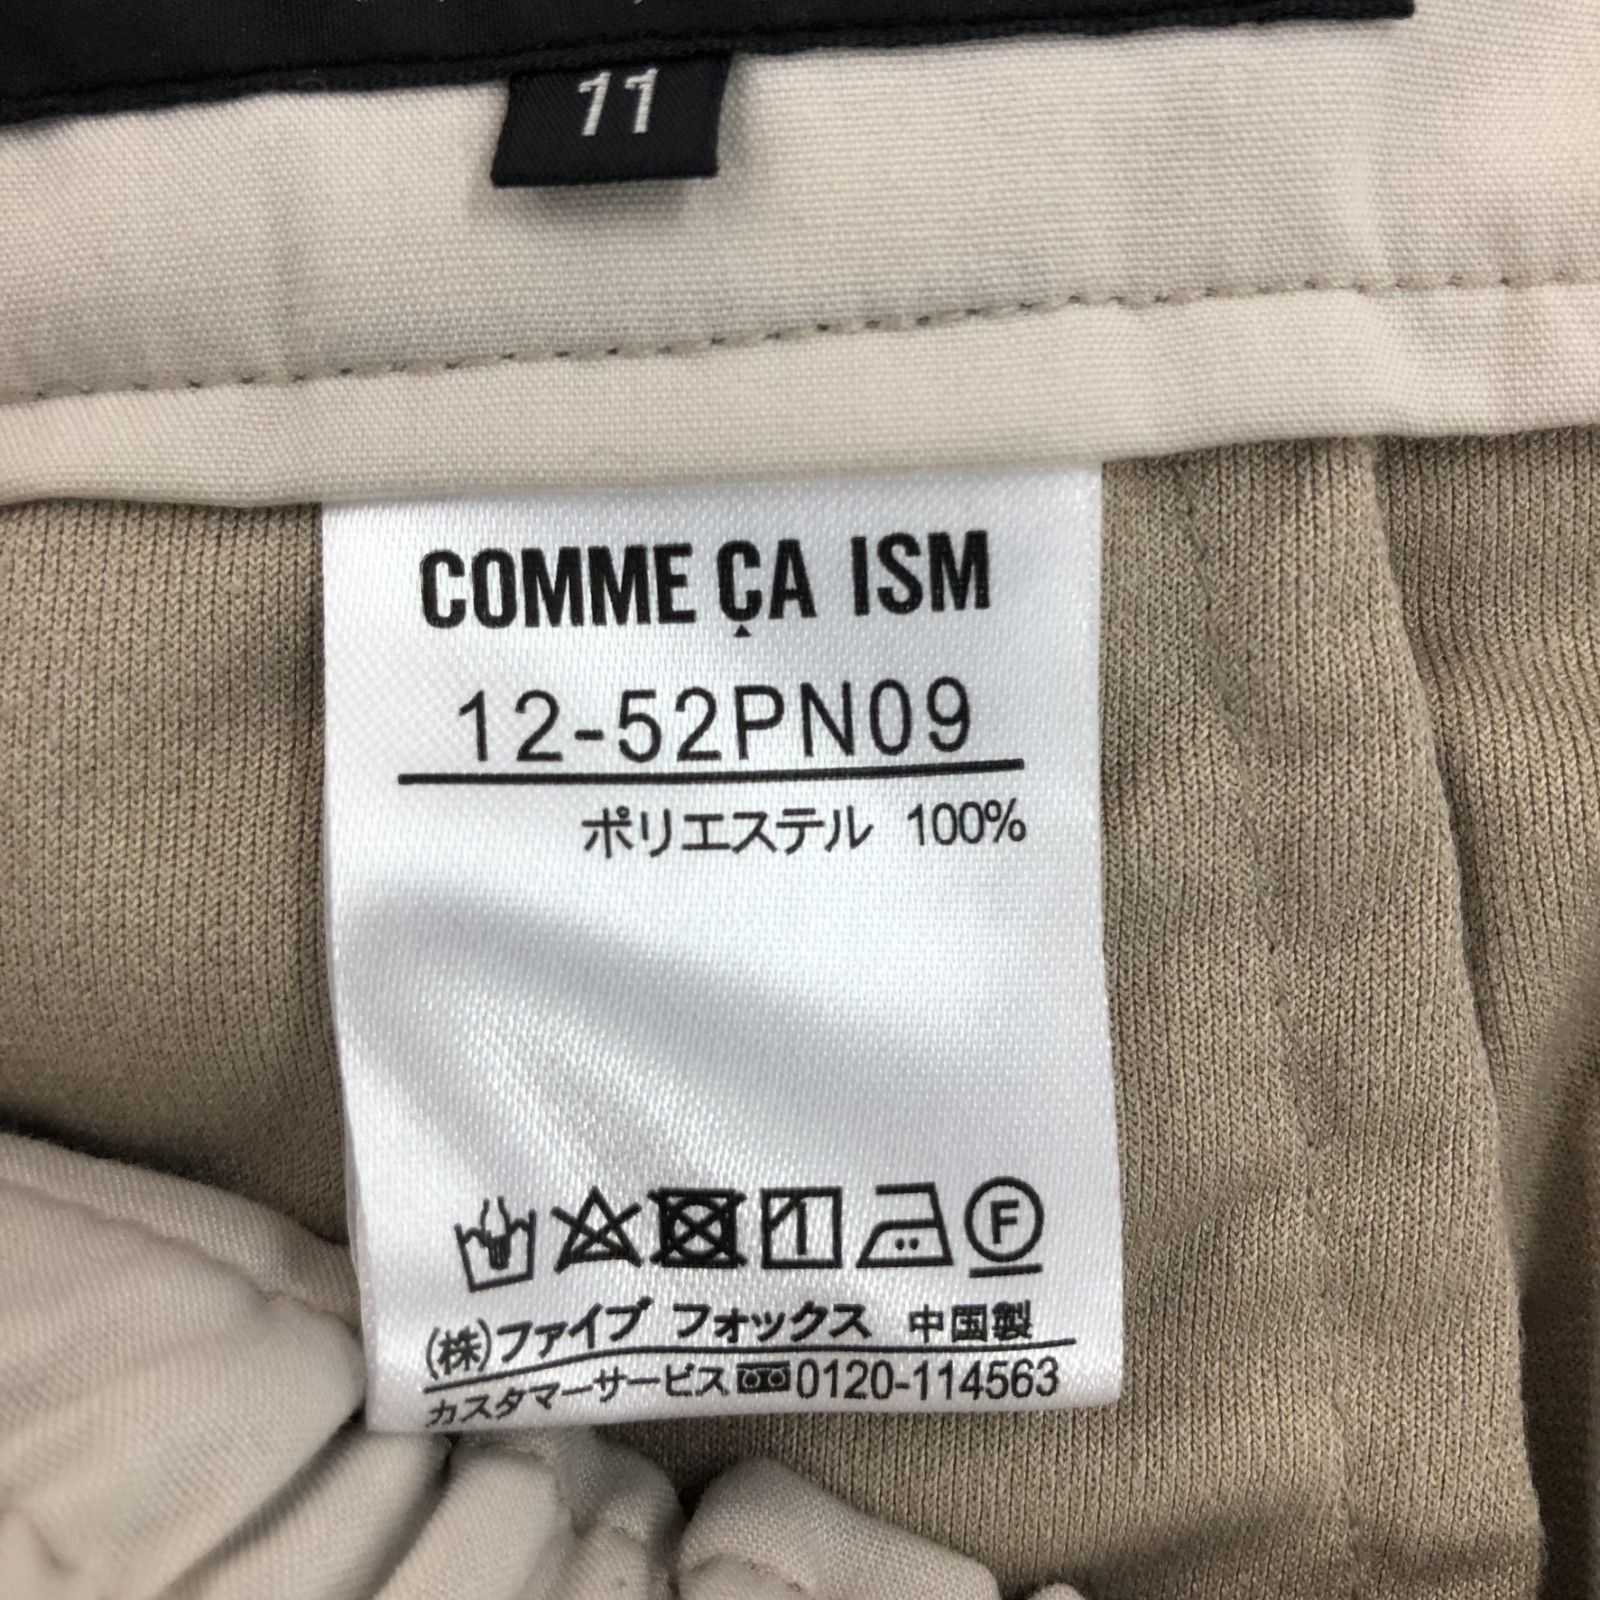 11
COMME ÇA ISM
12-52PN09
ポリエステル 100%
F
(株)ファイブ フォックス 中国製
カスタマーサービス 0120-114563